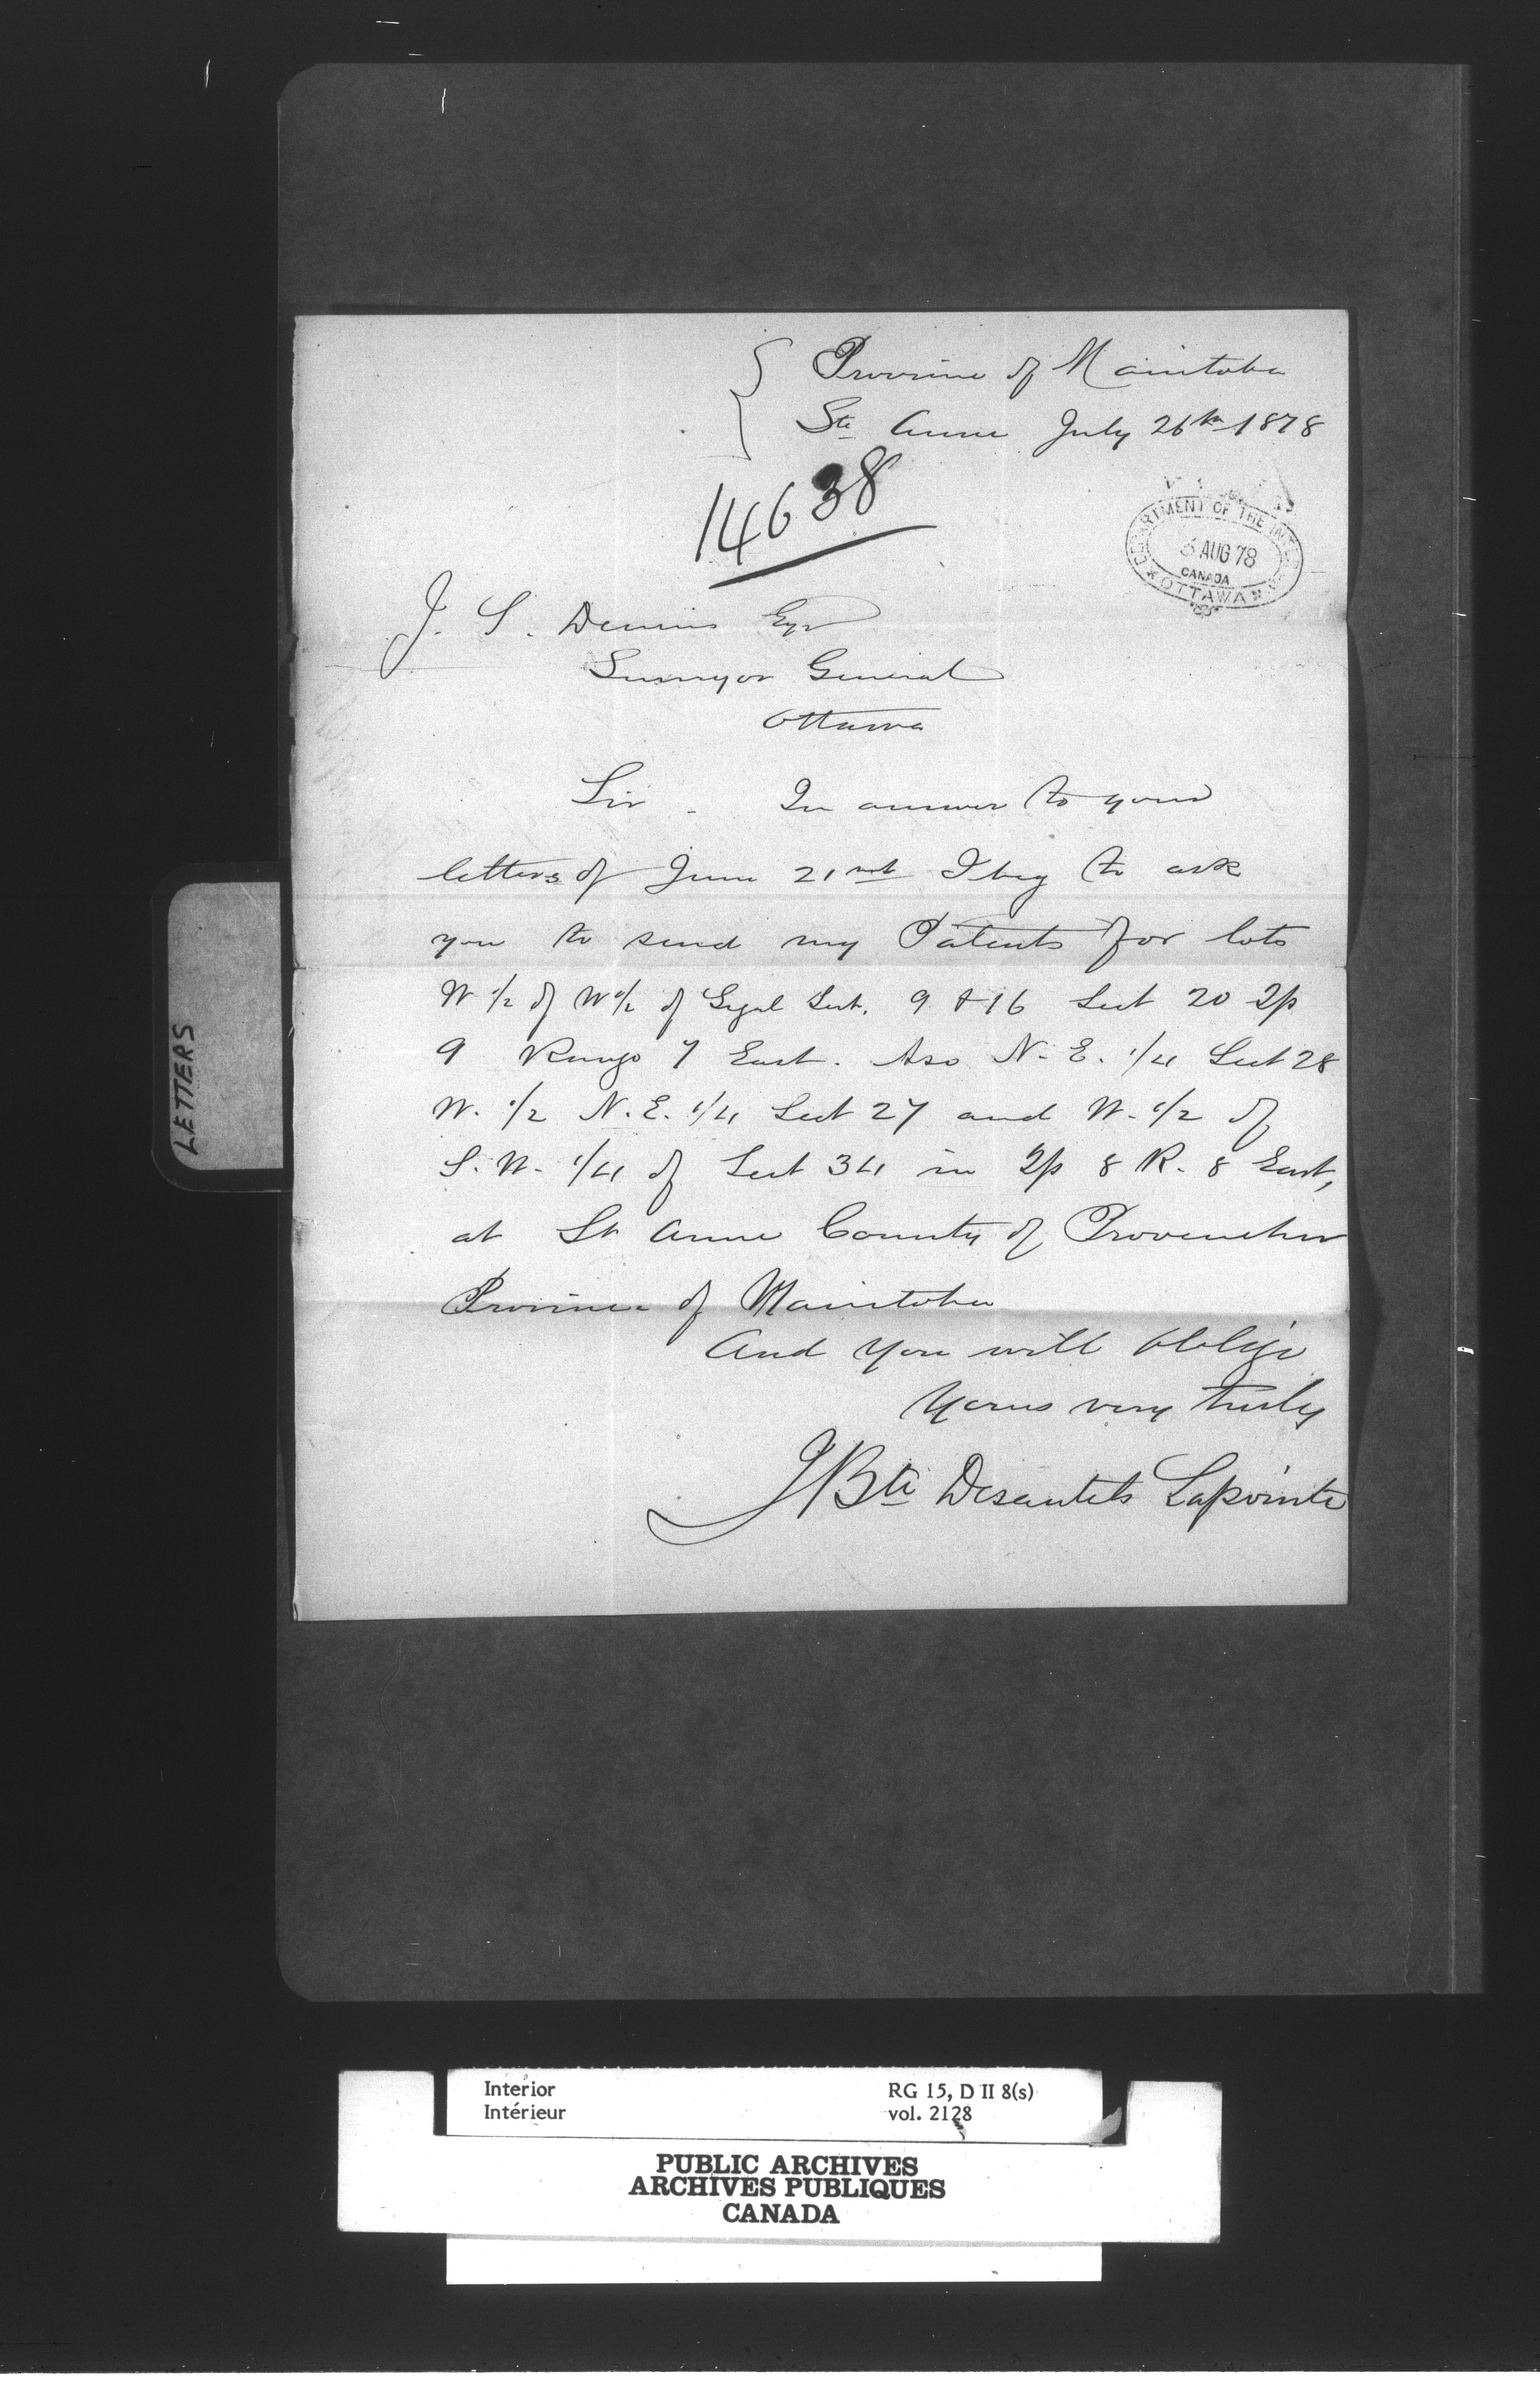 Province of Manitoba
Ste Anne July 26th 1878
14638
DEPARTMENT OF THE INTERIOR
6 AUG 78
CANADA
OTTAWA
J. S. Dennis Esqr
Surveyor General
Ottawa
Sir - In answer to your
letters of June 21st I beg to ask
you to send my Patents for lots
W 1/2 of W 1/2 of Legal Sub. 9 & 16 Sect 20 Tp
9 Range 7 East. Also N. E. 1/4 Sect 28
W. 1/2 N. E. 1/4 Sect 27 and W. 1/2 of
S. W. 1/4 of Sect 34 in Tp 8 R. 8 East,
at St Anne County of Provencher
Province of Manitoba
And you will oblige
Yours very truly
J Bte Desautels Lapointe
LETTERS
Interior
Intérieur
RG 15, D II 8(s)
vol. 2128
PUBLIC ARCHIVES
ARCHIVES PUBLIQUES
CANADA